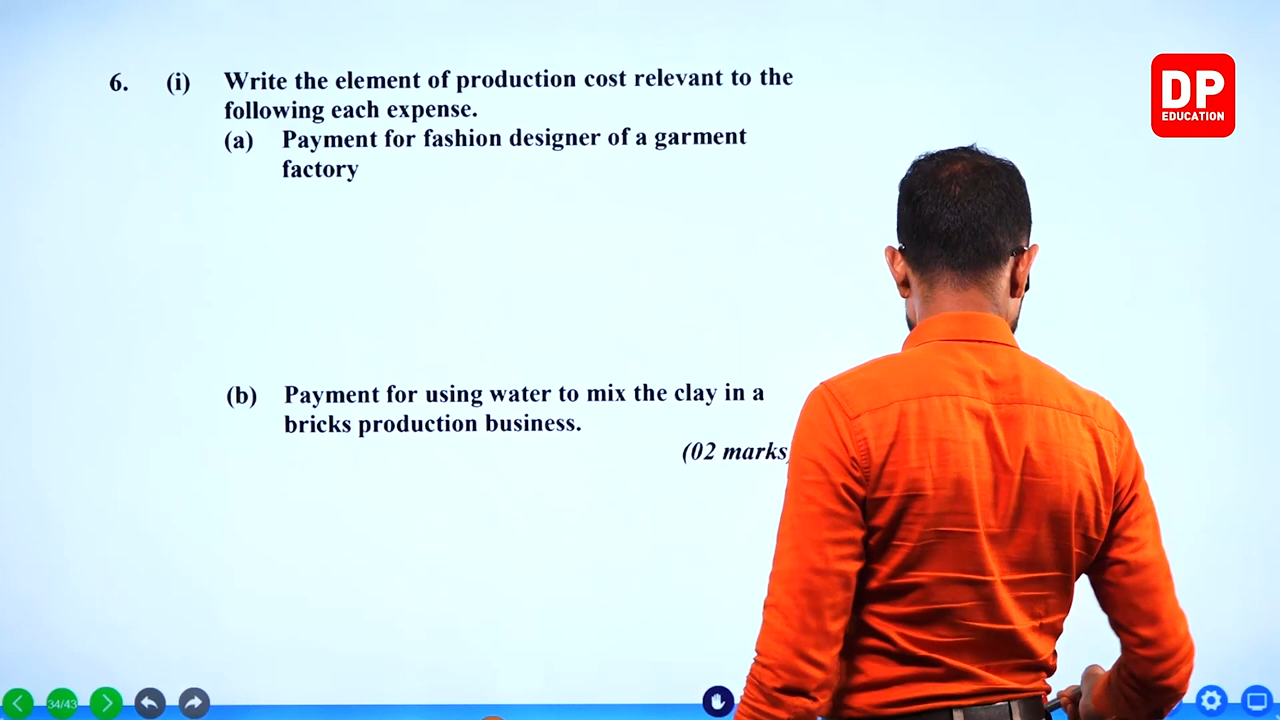 DP
EDUCATION
6. (i) Write the element of production cost relevant to the
following each expense.
(a) Payment for fashion designer of a garment
factory
(b) Payment for using water to mix the clay in a
bricks production business.
(02 marks)
34/43